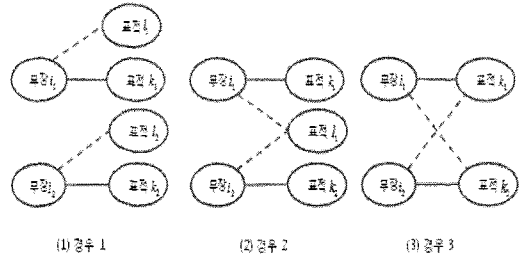 표적 l₁
무장 i₁ 표적 k₁
표적 l₂
무장 i₂ 표적 k₂
(1) 경우 1
무장 i₁ 표적 k₁
표적 l₁
무장 i₂ 표적 k₂
(2) 경우 2
무장 i₁ 표적 k₁
무장 i₂ 표적 k₂
(3) 경우 3